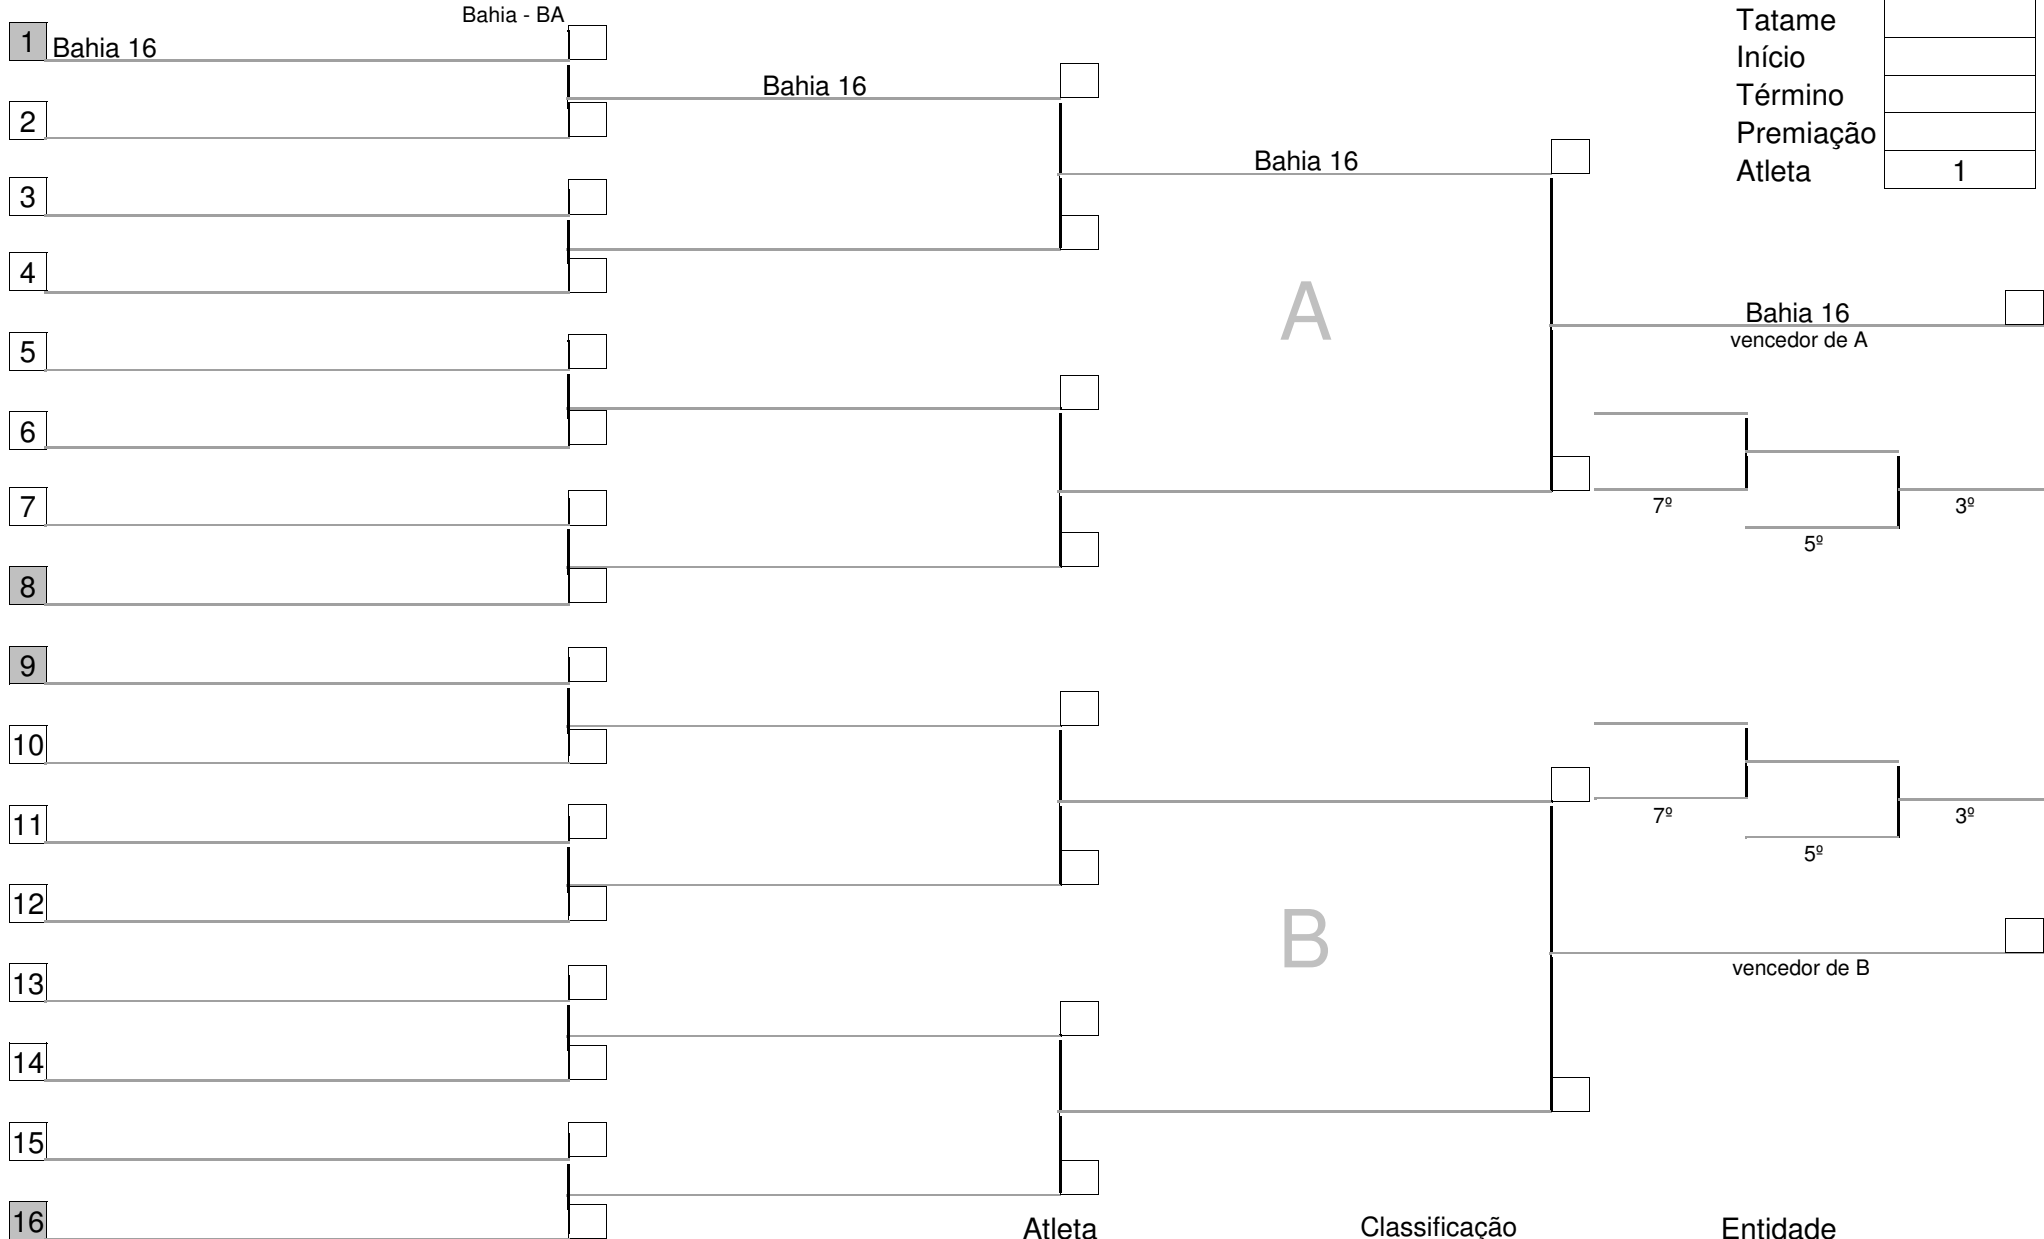 Bahia - BA
1 Bahia 16
2
3
4
5
6
7
8
9
10
11
12
13
14
15
16
Bahia 16
Bahia 16
A
B
Tatame
Início
Término
Premiação
Atleta 1
Bahia 16
vencedor de A
7º
5º
3º
7º
5º
3º
vencedor de B
Atleta Classificação Entidade